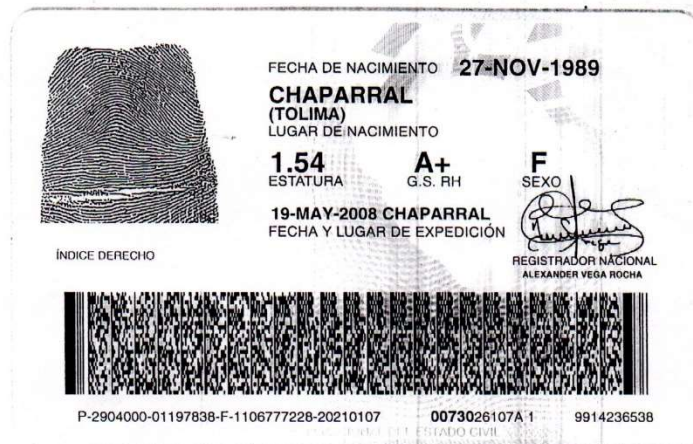 FECHA DE NACIMIENTO 27-NOV-1989
CHAPARRAL
(TOLIMA)
LUGAR DE NACIMIENTO
1.54 A+ F
ESTATURA G.S. RH SEXO
19-MAY-2008 CHAPARRAL
FECHA Y LUGAR DE EXPEDICIÓN
ÍNDICE DERECHO
REGISTRADOR NACIONAL
ALEXANDER VEGA ROCHA
P-2904000-01197838-F-1106777228-20210107 0073026107A 1 9914236538